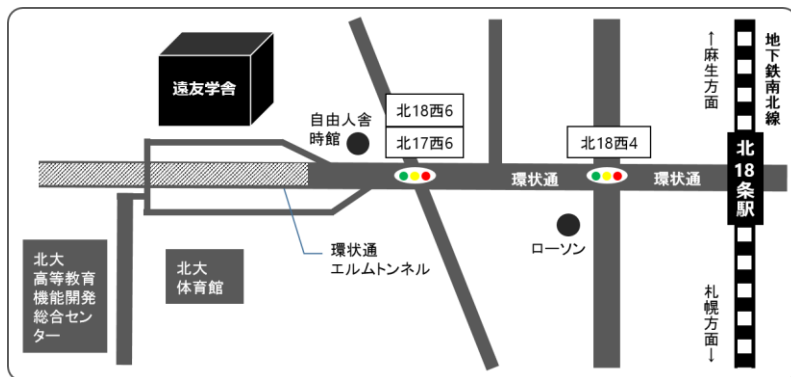 遠友学舎
自由人舎
時館
北18西6
北17西6
北18西4
環状通
環状通
↑麻生方面
地下鉄南北線
北18条駅
札幌方面↓
ローソン
環状通
エルムトンネル
北大
体育館
北大
高等教育
機能開発
総合セン
ター